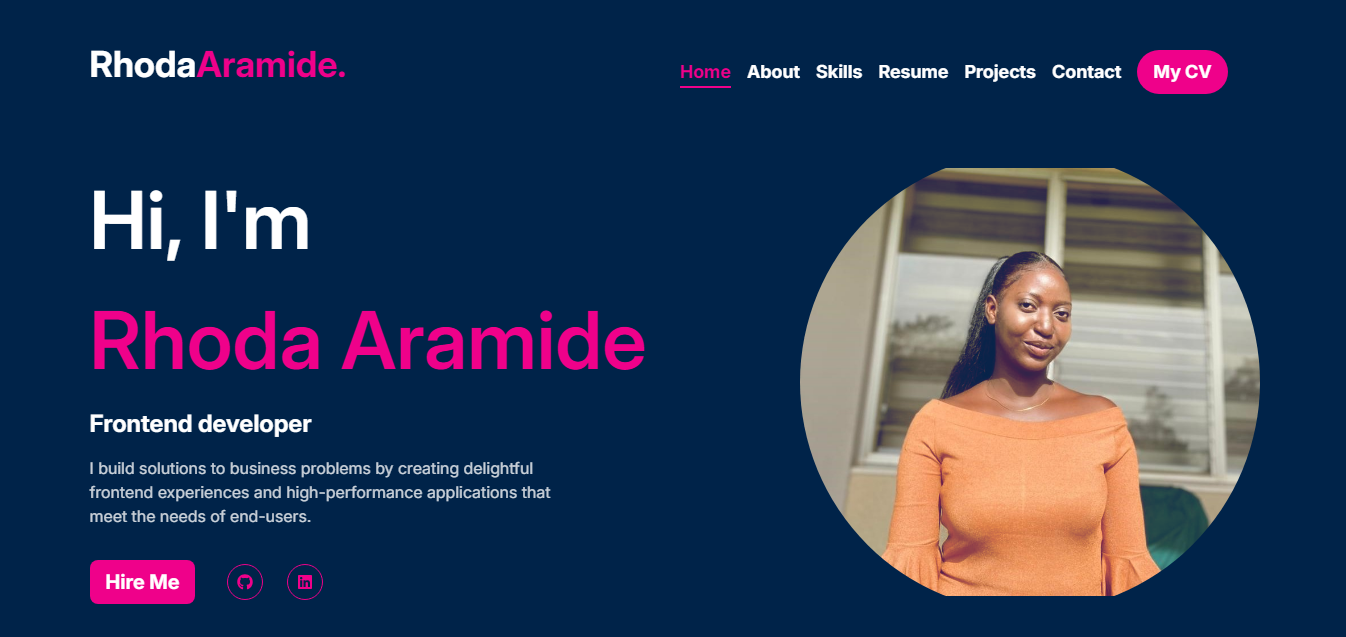 RhodaAramide.
Home About Skills Resume Projects Contact My CV
Hi, I'm
Rhoda Aramide
Frontend developer
I build solutions to business problems by creating delightful
frontend experiences and high-performance applications that
meet the needs of end-users.
Hire Me
in